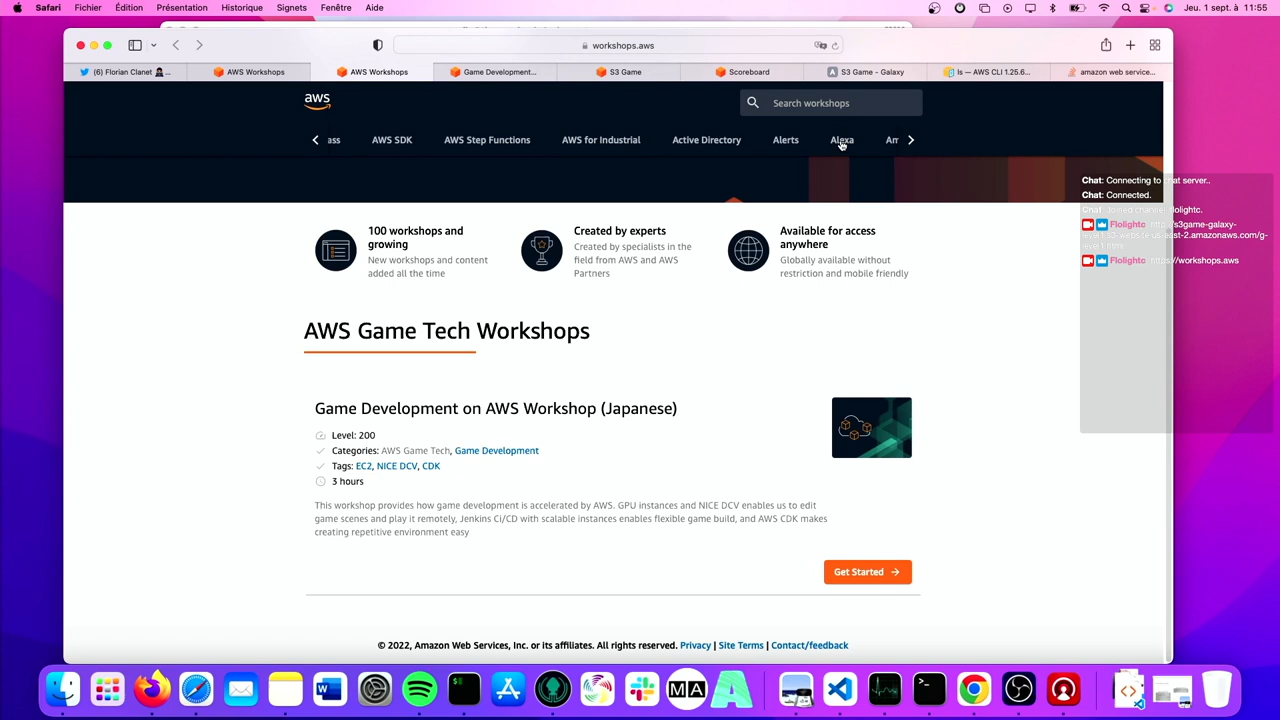 Safari Fichier Édition Présentation Historique Signets Fenêtre Aide Jeu. 1 sept. à 11:55
workshops.aws
(6) Florian Clanet
AWS Workshops
AWS Workshops
Game Development...
S3 Game
Scoreboard
S3 Game - Galaxy
ls — AWS CLI 1.25.6...
amazon web service...
aws
Search workshops
ass AWS SDK AWS Step Functions AWS for Industrial Active Directory Alerts Alexa Am
Chat: Connecting to chat server..
Chat: Connected.
Chat: Joined channel flolightc.
Flolightc
Flolightc https://workshops.aws
100 workshops and
growing
New workshops and content
added all the time
Created by experts
Created by specialists in the
field from AWS and AWS
Partners
Available for access
anywhere
Globally available without
restriction and mobile friendly
AWS Game Tech Workshops
Game Development on AWS Workshop (Japanese)
Level: 200
Categories: AWS Game Tech, Game Development
Tags: EC2, NICE DCV, CDK
3 hours
This workshop provides how game development is accelerated by AWS. GPU instances and NICE DCV enables us to edit
game scenes and play it remotely, Jenkins Ci/CD with scalable instances enables flexible game build, and AWS CDK makes
creating repetitive environment easy
Get Started
© 2022, Amazon Web Services, Inc. or its affiliates. All rights reserved. Privacy | Site Terms | Contact/feedback
MA